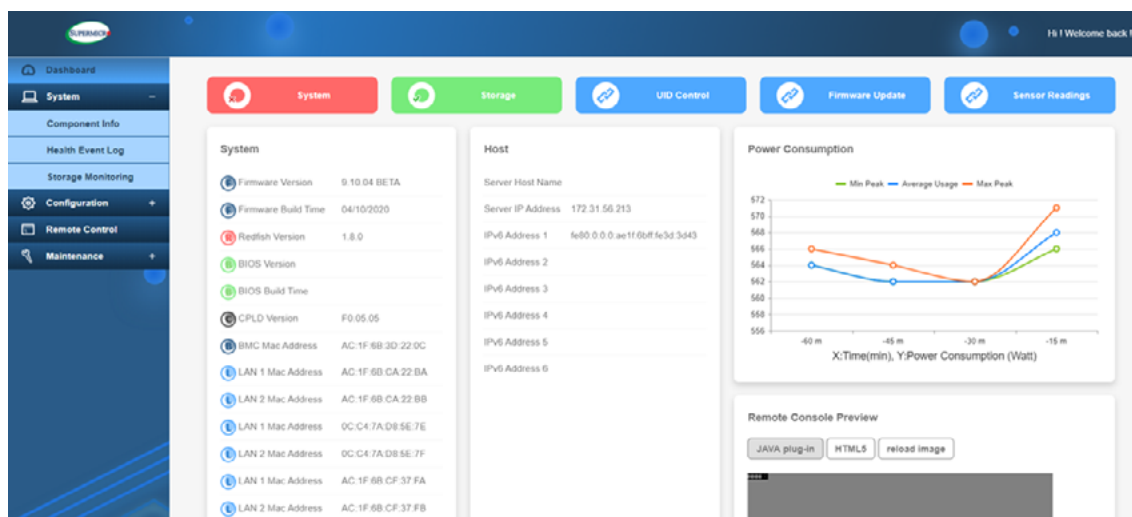 SUPERMICR
Hi ! Welcome back !
Dashboard
System −
Component Info
Health Event Log
Storage Monitoring
Configuration +
Remote Control
Maintenance +
System
Storage
UID Control
Firmware Update
Sensor Readings
System
Firmware Version 9.10.04 BETA
Firmware Build Time 04/10/2020
Redfish Version 1.8.0
BIOS Version
BIOS Build Time
CPLD Version F0.05.05
BMC Mac Address AC:1F:6B:3D:22:0C
LAN 1 Mac Address AC:1F:6B:CA:22:BA
LAN 2 Mac Address AC:1F:6B:CA:22:BB
LAN 1 Mac Address 0C:C4:7A:D8:5E:7E
LAN 2 Mac Address 0C:C4:7A:D8:5E:7F
LAN 1 Mac Address AC:1F:6B:CF:37:FA
LAN 2 Mac Address AC:1F:6B:CF:37:FB
Host
Server Host Name
Server IP Address 172.31.56.213
IPv6 Address 1 fe80:0:0:0:ae1f:6bff:fe3d:3d43
IPv6 Address 2
IPv6 Address 3
IPv6 Address 4
IPv6 Address 5
IPv6 Address 6
Power Consumption
Min Peak Average Usage Max Peak
572
570
568
566
564
562
560
558
556
-60 m -45 m -30 m -15 m
X:Time(min), Y:Power Consumption (Watt)
Remote Console Preview
JAVA plug-in HTML5 reload image